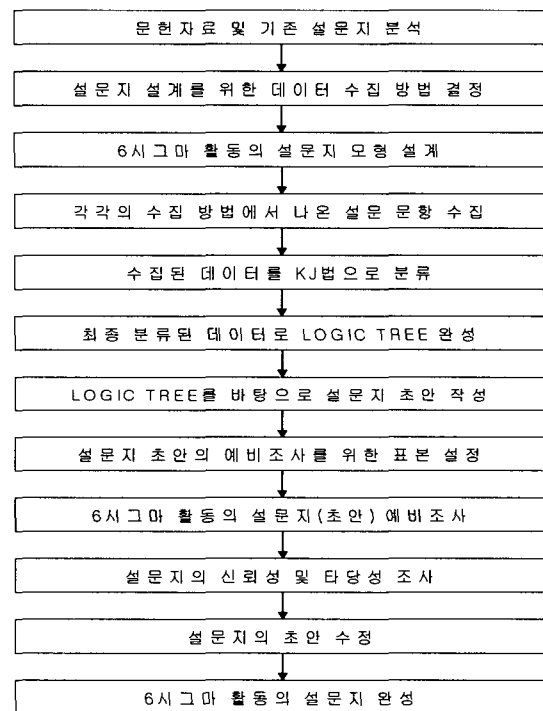 문헌자료 및 기존 설문지 분석
설문지 설계를 위한 데이터 수집 방법 결정
6시그마 활동의 설문지 모형 설계
각각의 수집 방법에서 나온 설문 문항 수집
수집된 데이터를 KJ법으로 분류
최종 분류된 데이터로 LOGIC TREE 완성
LOGIC TREE를 바탕으로 설문지 초안 작성
설문지 초안의 예비조사를 위한 표본 설정
6시그마 활동의 설문지(초안) 예비조사
설문지의 신뢰성 및 타당성 조사
설문지의 초안 수정
6시그마 활동의 설문지 완성